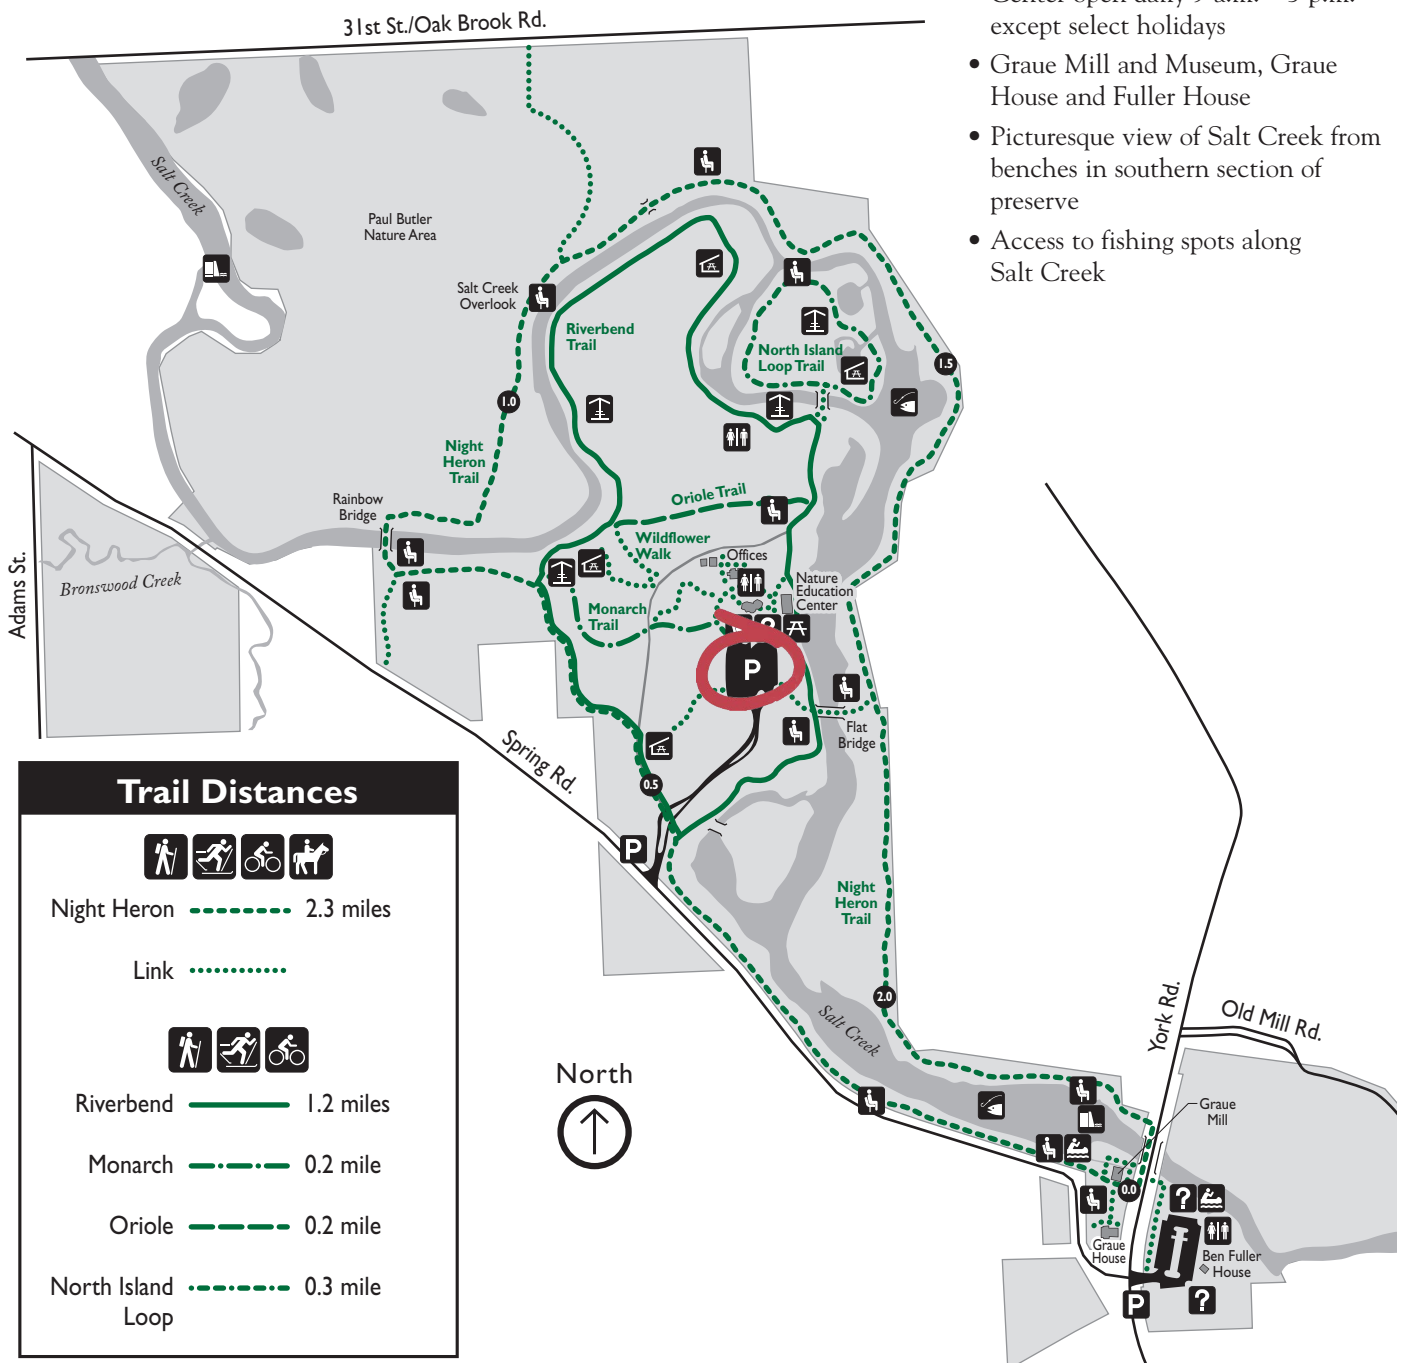 31st St./Oak Brook Rd.
except select holidays
• Graue Mill and Museum, Graue
House and Fuller House
• Picturesque view of Salt Creek from
benches in southern section of
preserve
• Access to fishing spots along
Salt Creek
Salt Creek
Paul Butler
Nature Area
Salt Creek
Overlook
Riverbend
Trail
North Island
Loop Trail
1.5
1.0
Night
Heron
Trail
Rainbow
Bridge
Oriole Trail
Wildflower
Walk
Offices
Nature
Education
Center
Monarch
Trail
Adams St.
Bronswood Creek
P
Flat
Bridge
Spring Rd.
0.5
P
Night
Heron
Trail
2.0
Salt Creek
York Rd.
Old Mill Rd.
Graue
Mill
0.0
?
Graue
House
Ben Fuller
House
P
?
North
Trail Distances
Night Heron 2.3 miles
Link
Riverbend 1.2 miles
Monarch 0.2 mile
Oriole 0.2 mile
North Island 0.3 mile
Loop